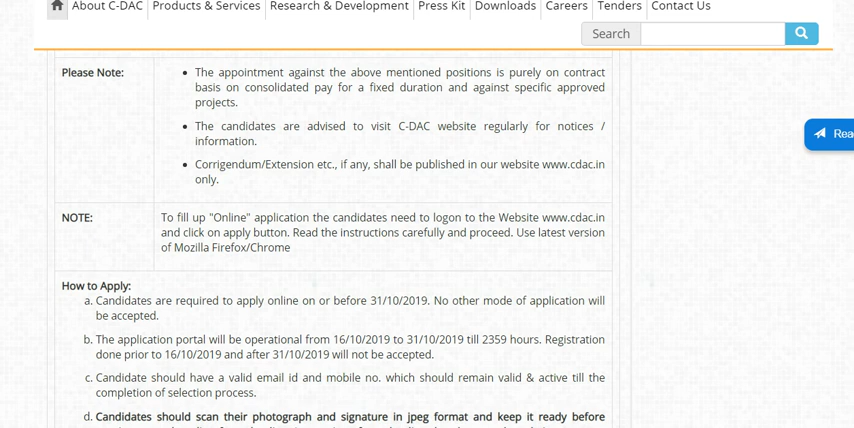 About C-DAC Products & Services Research & Development Press Kit Downloads Careers Tenders Contact Us
Search
Please Note:
• The appointment against the above mentioned positions is purely on contract
basis on consolidated pay for a fixed duration and against specific approved
projects.
• The candidates are advised to visit C-DAC website regularly for notices /
information.
• Corrigendum/Extension etc., if any, shall be published in our website www.cdac.in
only.
NOTE:
To fill up "Online" application the candidates need to logon to the Website www.cdac.in
and click on apply button. Read the instructions carefully and proceed. Use latest version
of Mozilla Firefox/Chrome
How to Apply:
a. Candidates are required to apply online on or before 31/10/2019. No other mode of application will
be accepted.
b. The application portal will be operational from 16/10/2019 to 31/10/2019 till 2359 hours. Registration
done prior to 16/10/2019 and after 31/10/2019 will not be accepted.
c. Candidate should have a valid email id and mobile no. which should remain valid & active till the
completion of selection process.
d. Candidates should scan their photograph and signature in jpeg format and keep it ready before
Rea